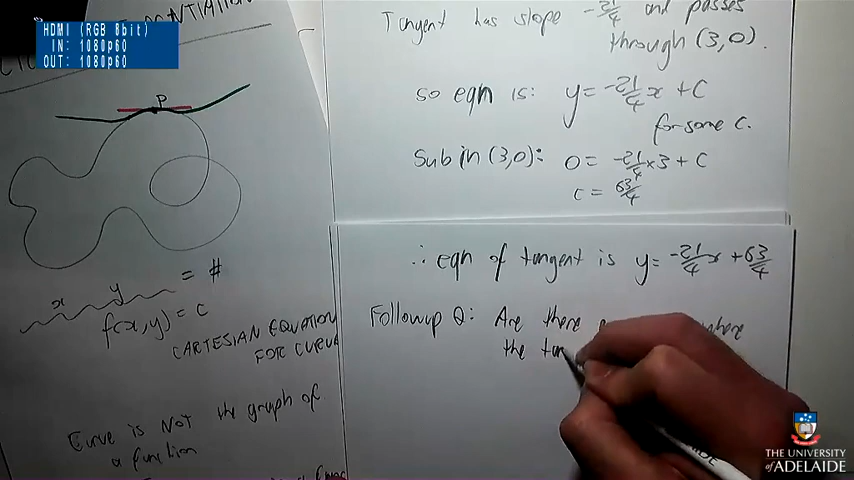 HDMI (RGB 8bit)
IN: 1080p60
OUT: 1080p60
P
x y = #
f(x,y) = c
CARTESIAN EQUATION
FOR CURVE
Curve is NOT the graph of
a function
Tangent has slope -21/4 and passes
through (3,0).
so eqn is: y = -21/4 x + C
for some C.
Sub in (3,0): 0 = -21/4 × 3 + C
C = 63/4
∴ eqn of tangent is y = -21/4 x + 63/4
Followup Q: Are there where
the
THE UNIVERSITY
of ADELAIDE